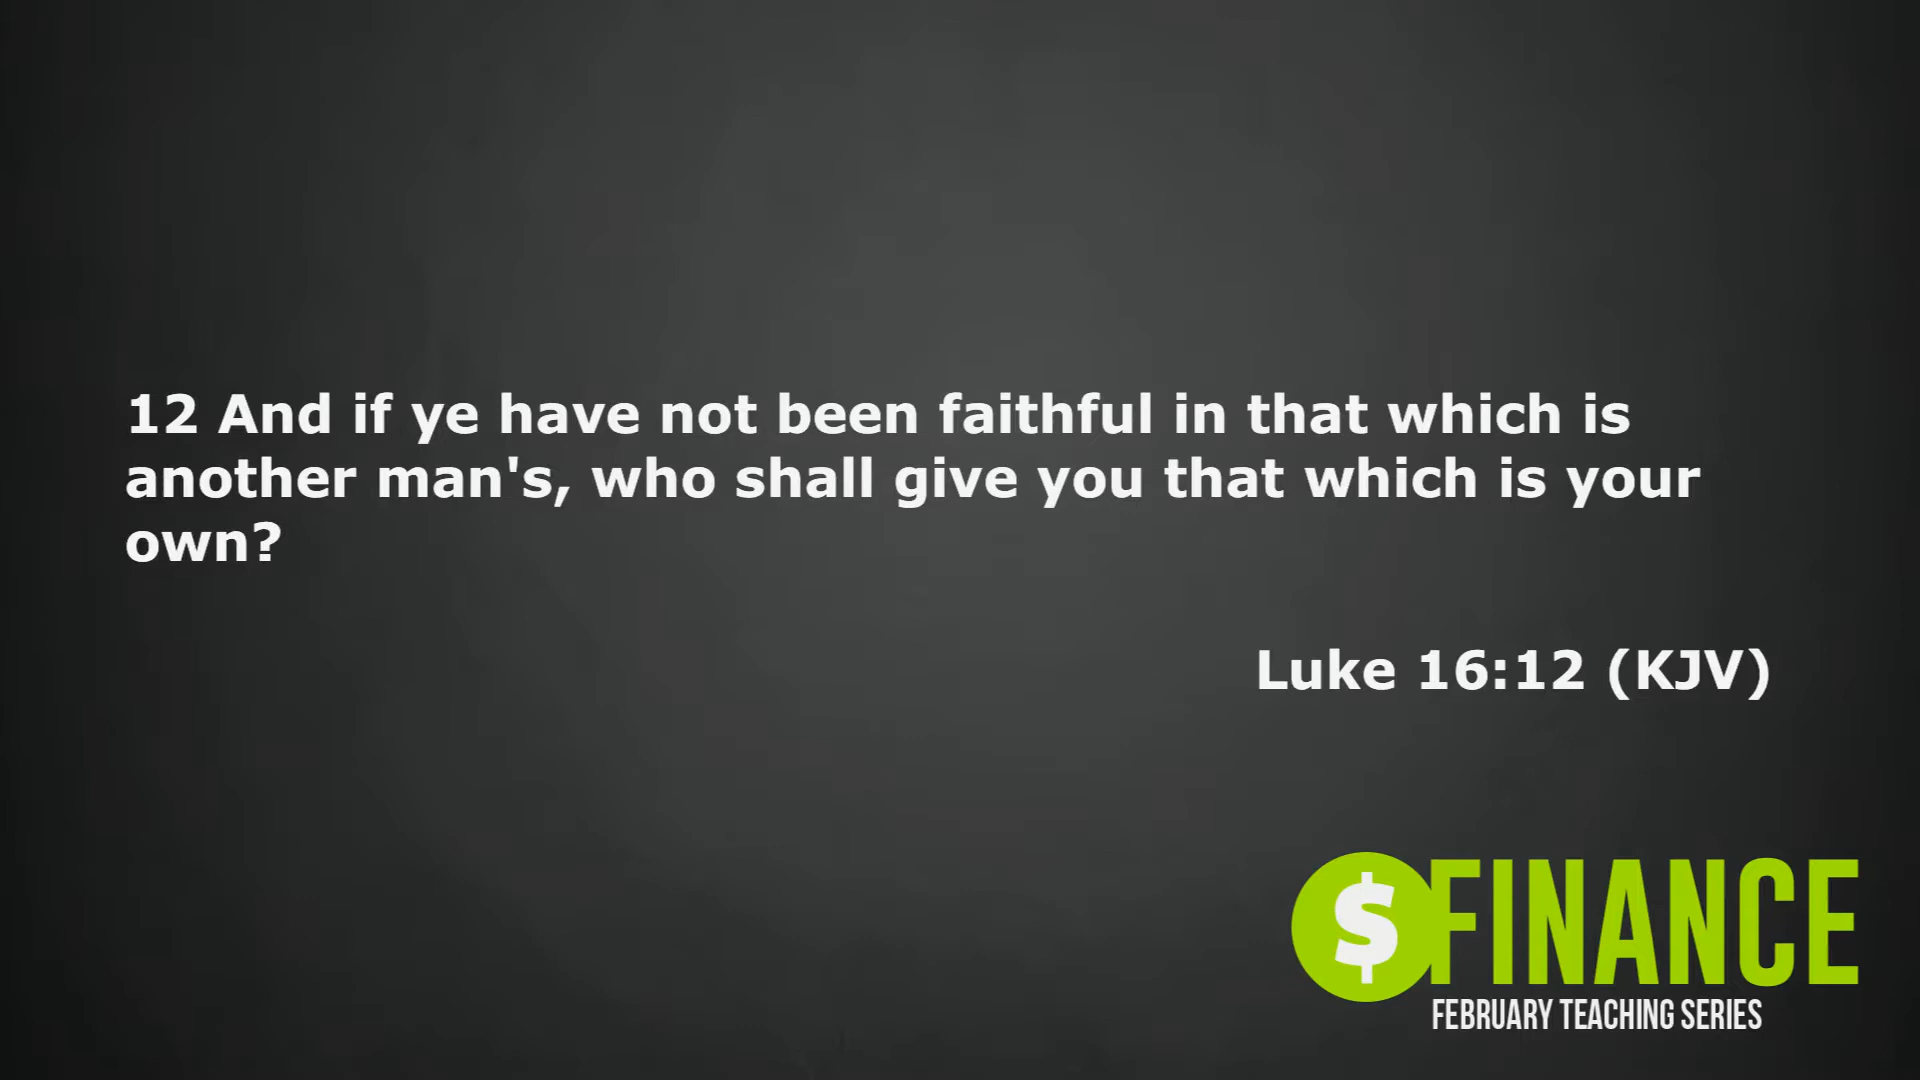 12 And if ye have not been faithful in that which is
another man's, who shall give you that which is your
own?
Luke 16:12 (KJV)
$FINANCE
FEBRUARY TEACHING SERIES